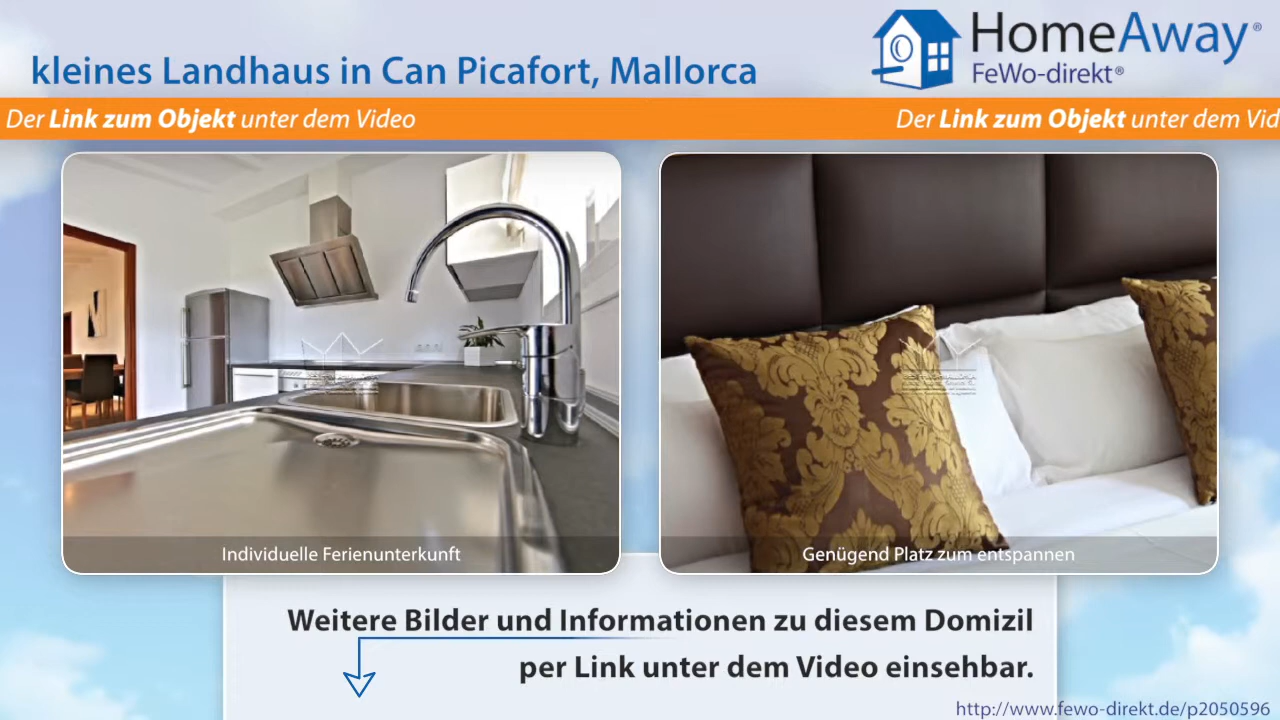 kleines Landhaus in Can Picafort, Mallorca
HomeAway®
FeWo-direkt®
Der Link zum Objekt unter dem Video
Der Link zum Objekt unter dem Vid
Individuelle Ferienunterkunft
Genügend Platz zum entspannen
Weitere Bilder und Informationen zu diesem Domizil
per Link unter dem Video einsehbar.
http://www.fewo-direkt.de/p2050596